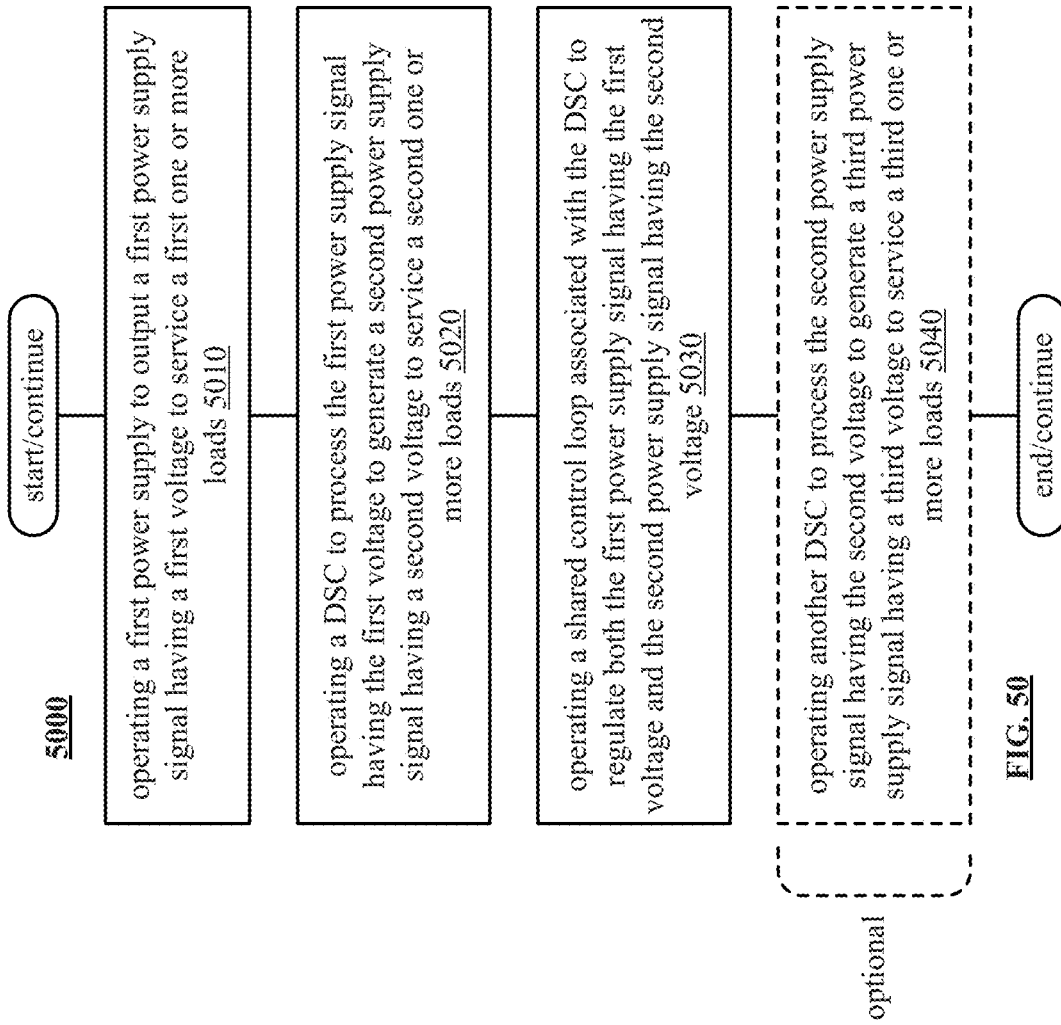 5000
start/continue
operating a first power supply to output a first power supply
signal having a first voltage to service a first one or more
loads 5010
operating a DSC to process the first power supply signal
having the first voltage to generate a second power supply
signal having a second voltage to service a second one or
more loads 5020
operating a shared control loop associated with the DSC to
regulate both the first power supply signal having the first
voltage and the second power supply signal having the second
voltage 5030
optional
operating another DSC to process the second power supply
signal having the second voltage to generate a third power
supply signal having a third voltage to service a third one or
more loads 5040
end/continue
FIG. 50